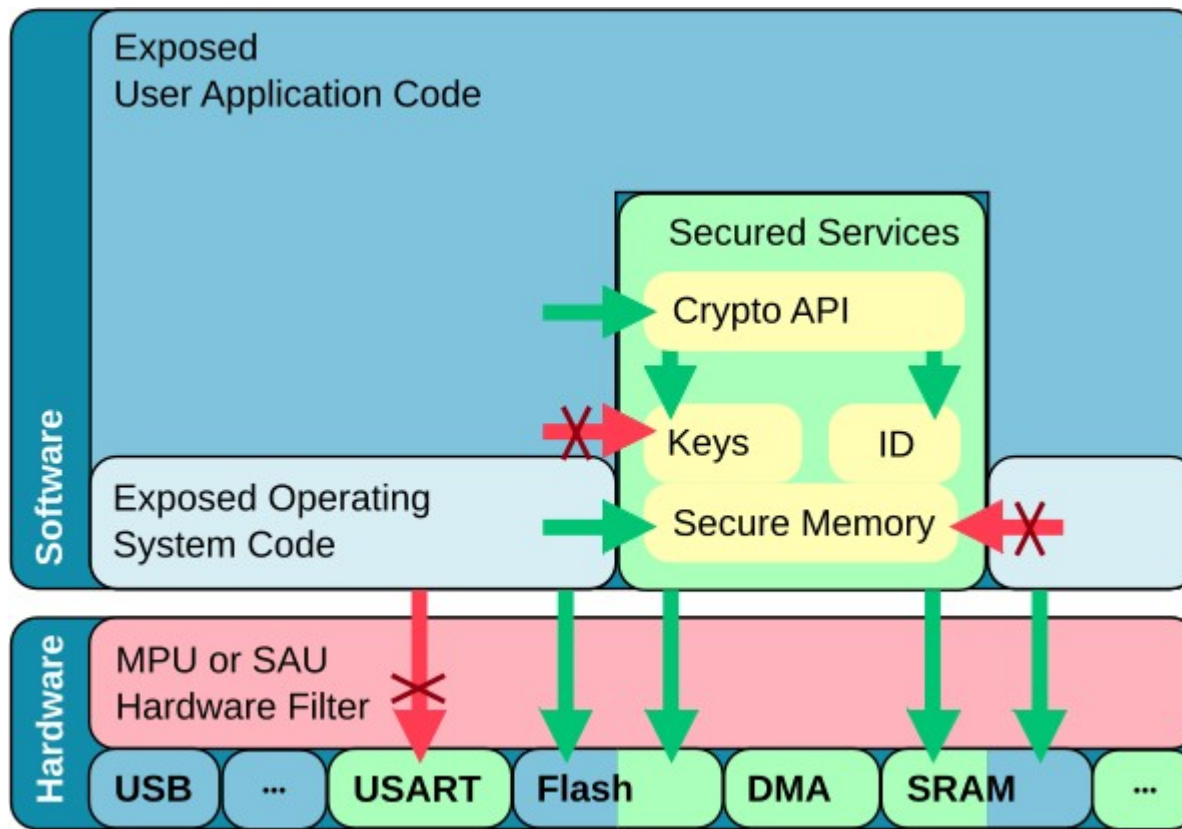 Exposed
User Application Code
Secured Services
Crypto API
Keys
ID
Exposed Operating
System Code
Secure Memory
Software
MPU or SAU
Hardware Filter
Hardware
USB
...
USART
Flash
DMA
SRAM
...